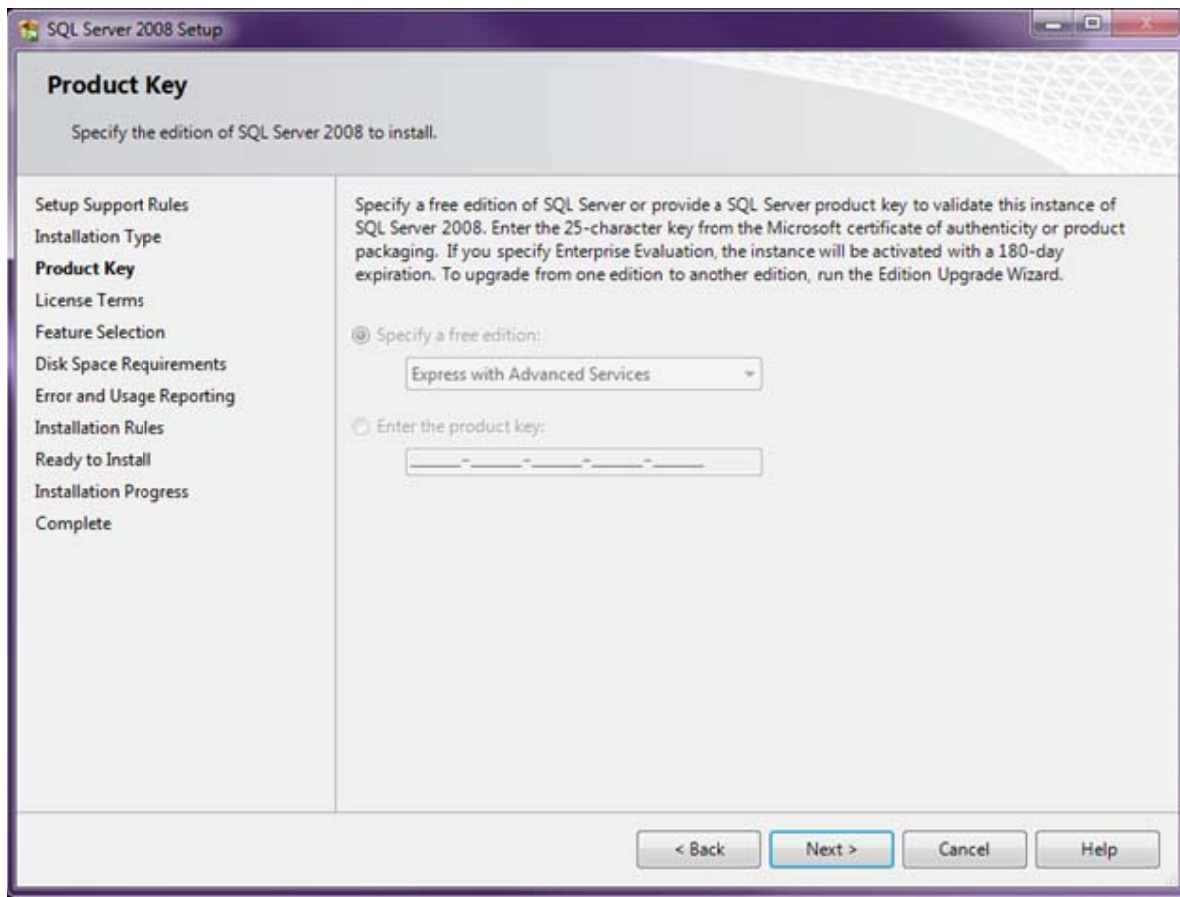 SQL Server 2008 Setup
Product Key
Specify the edition of SQL Server 2008 to install.
Setup Support Rules
Installation Type
Product Key
License Terms
Feature Selection
Disk Space Requirements
Error and Usage Reporting
Installation Rules
Ready to Install
Installation Progress
Complete
Specify a free edition of SQL Server or provide a SQL Server product key to validate this instance of
SQL Server 2008. Enter the 25-character key from the Microsoft certificate of authenticity or product
packaging. If you specify Enterprise Evaluation, the instance will be activated with a 180-day
expiration. To upgrade from one edition to another edition, run the Edition Upgrade Wizard.
Specify a free edition:
Express with Advanced Services
Enter the product key:
_____-_____-_____-_____-_____
< Back
Next >
Cancel
Help